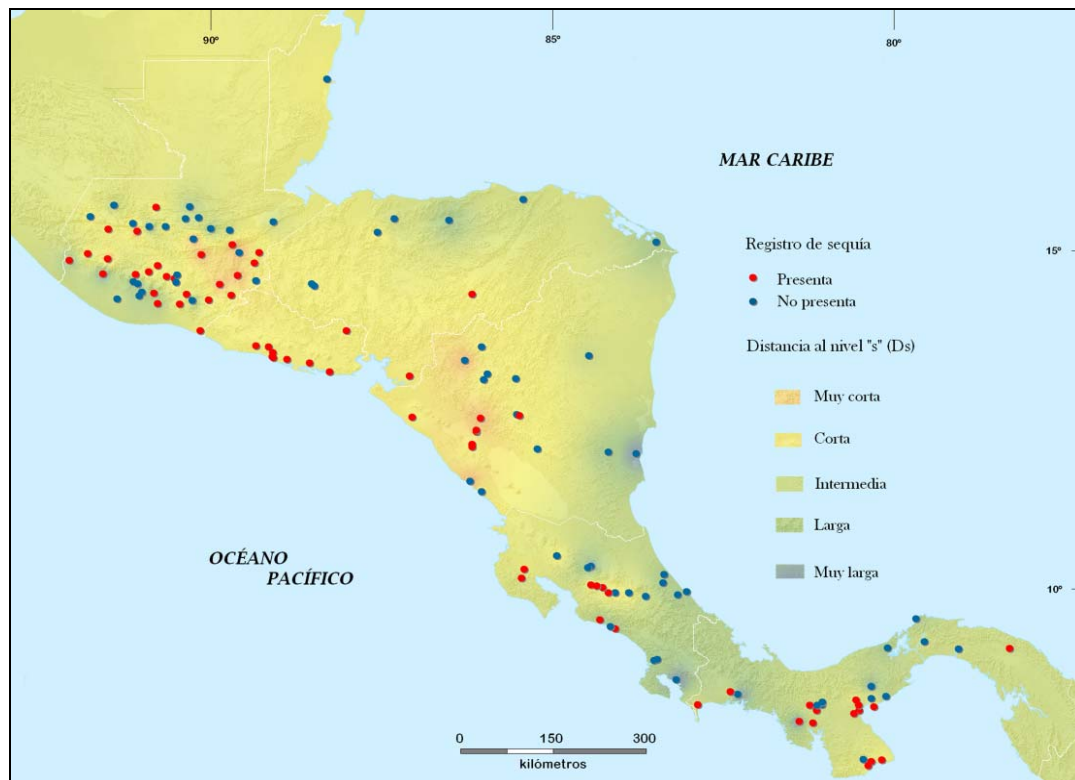 90º
85º
80º
MAR CARIBE
15º
Registro de sequía
Presenta
No presenta
Distancia al nivel "s" (Ds)
Muy corta
Corta
Intermedia
Larga
Muy larga
OCÉANO
PACÍFICO
10º
0
150
300
kilómetros